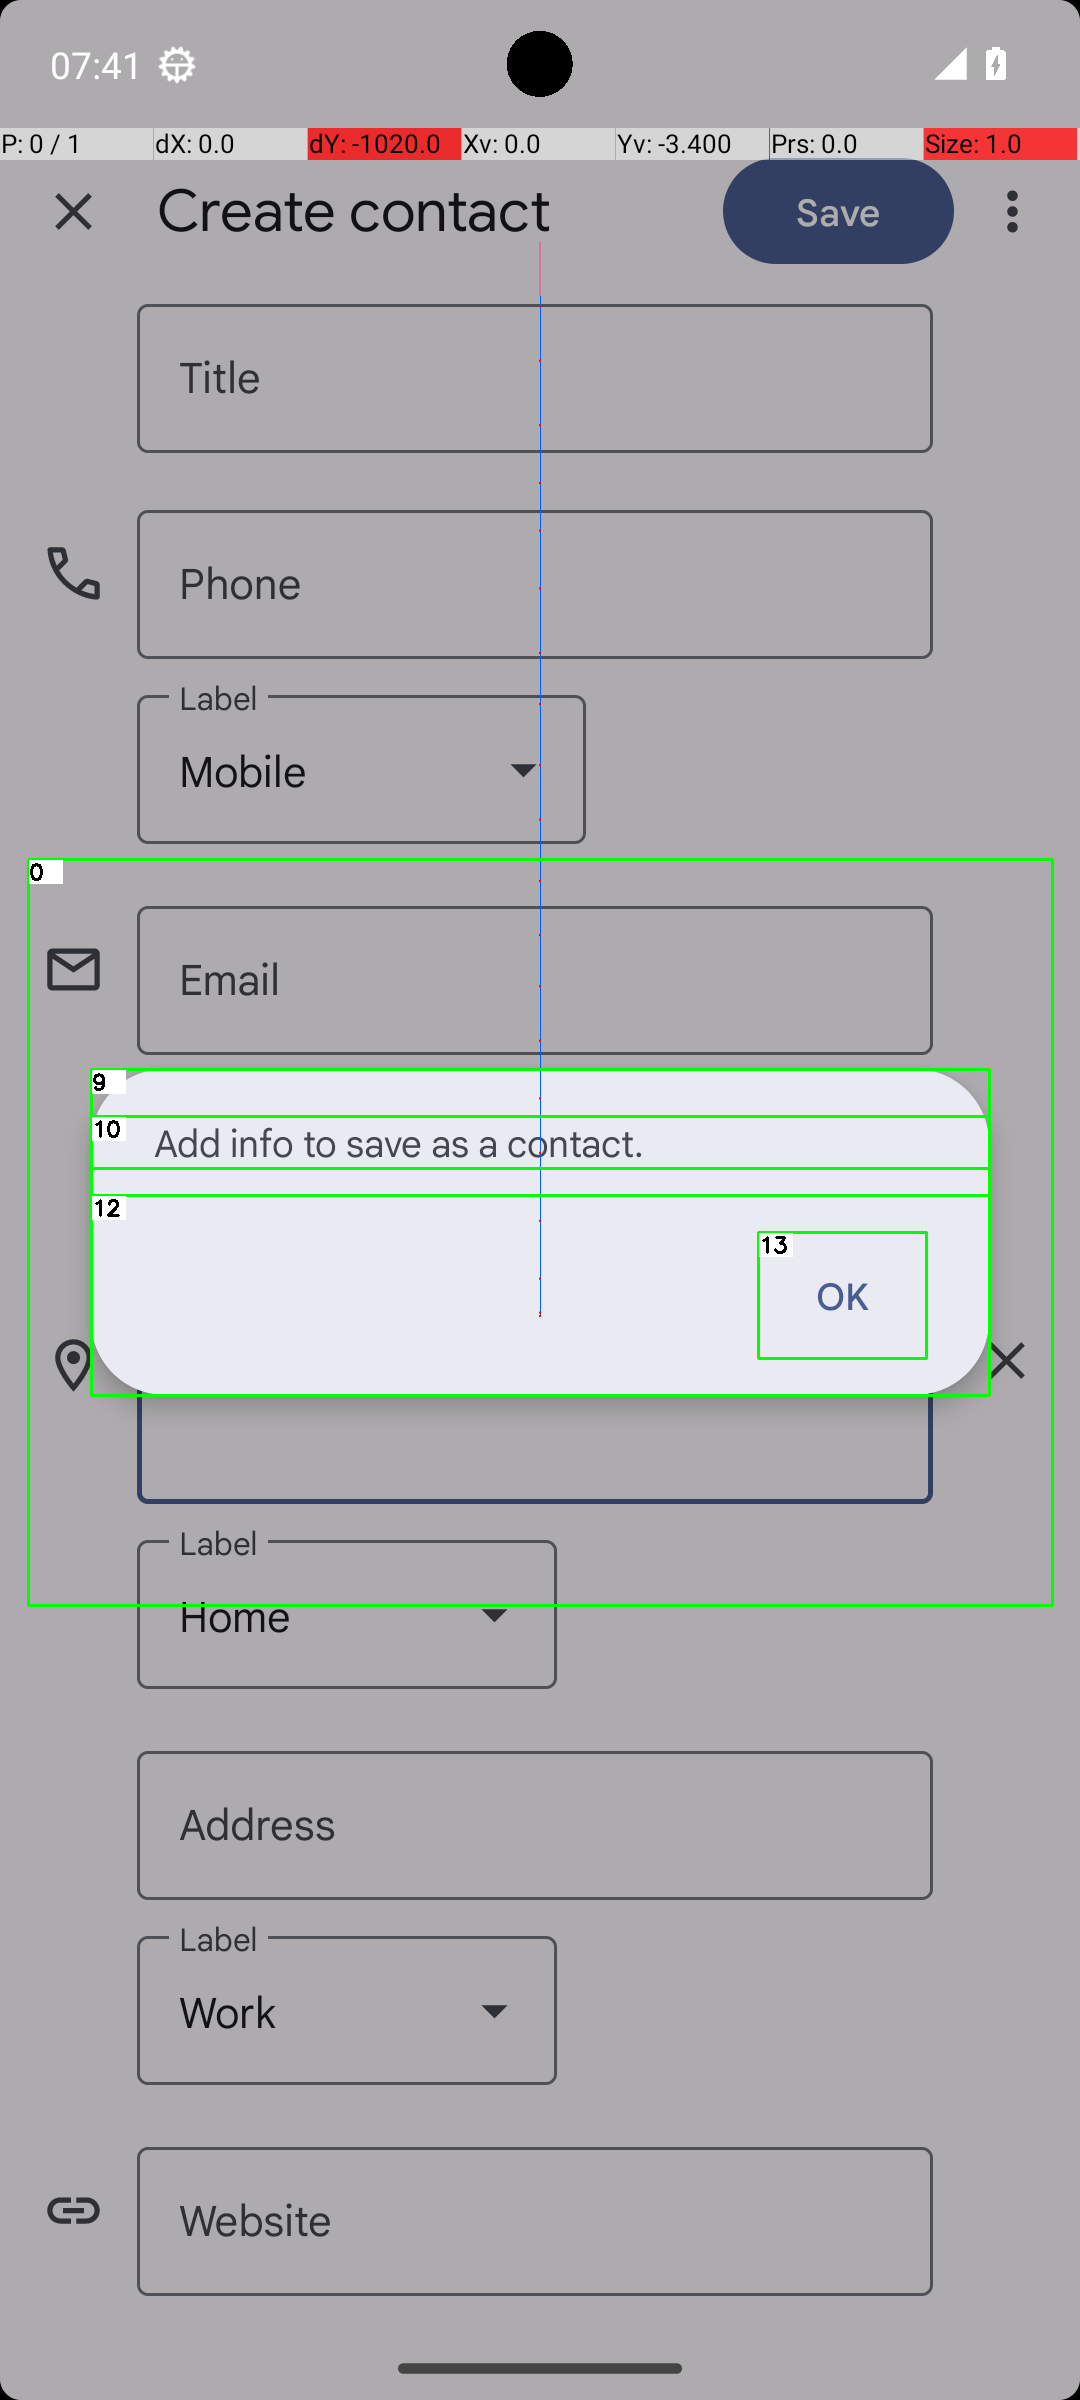 07:41
P: 0 / 1 dX: 0.0 dY: -1020.0 Xv: 0.0 Yv: -3.400 Prs: 0.0 Size: 1.0
Create contact Save
Title
Phone
Label
Mobile
0
Email
9
10 Add info to save as a contact.
12
13
OK
Label
Home
Address
Label
Work
Website